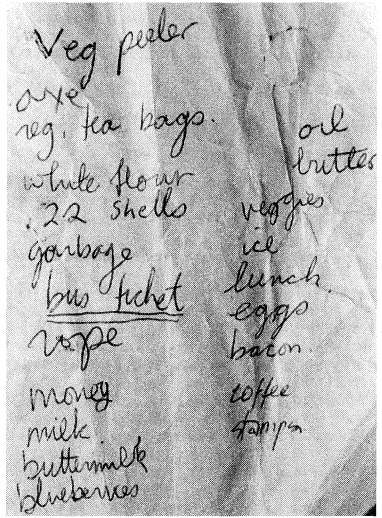 Veg peeler
axe
reg. tea bags.
white flour
.22 shells
garbage
bus ticket
rope
money
milk
buttermilk
blueberries
oil
butter
veggies
ice
lunch
eggs
bacon
coffee
stamps